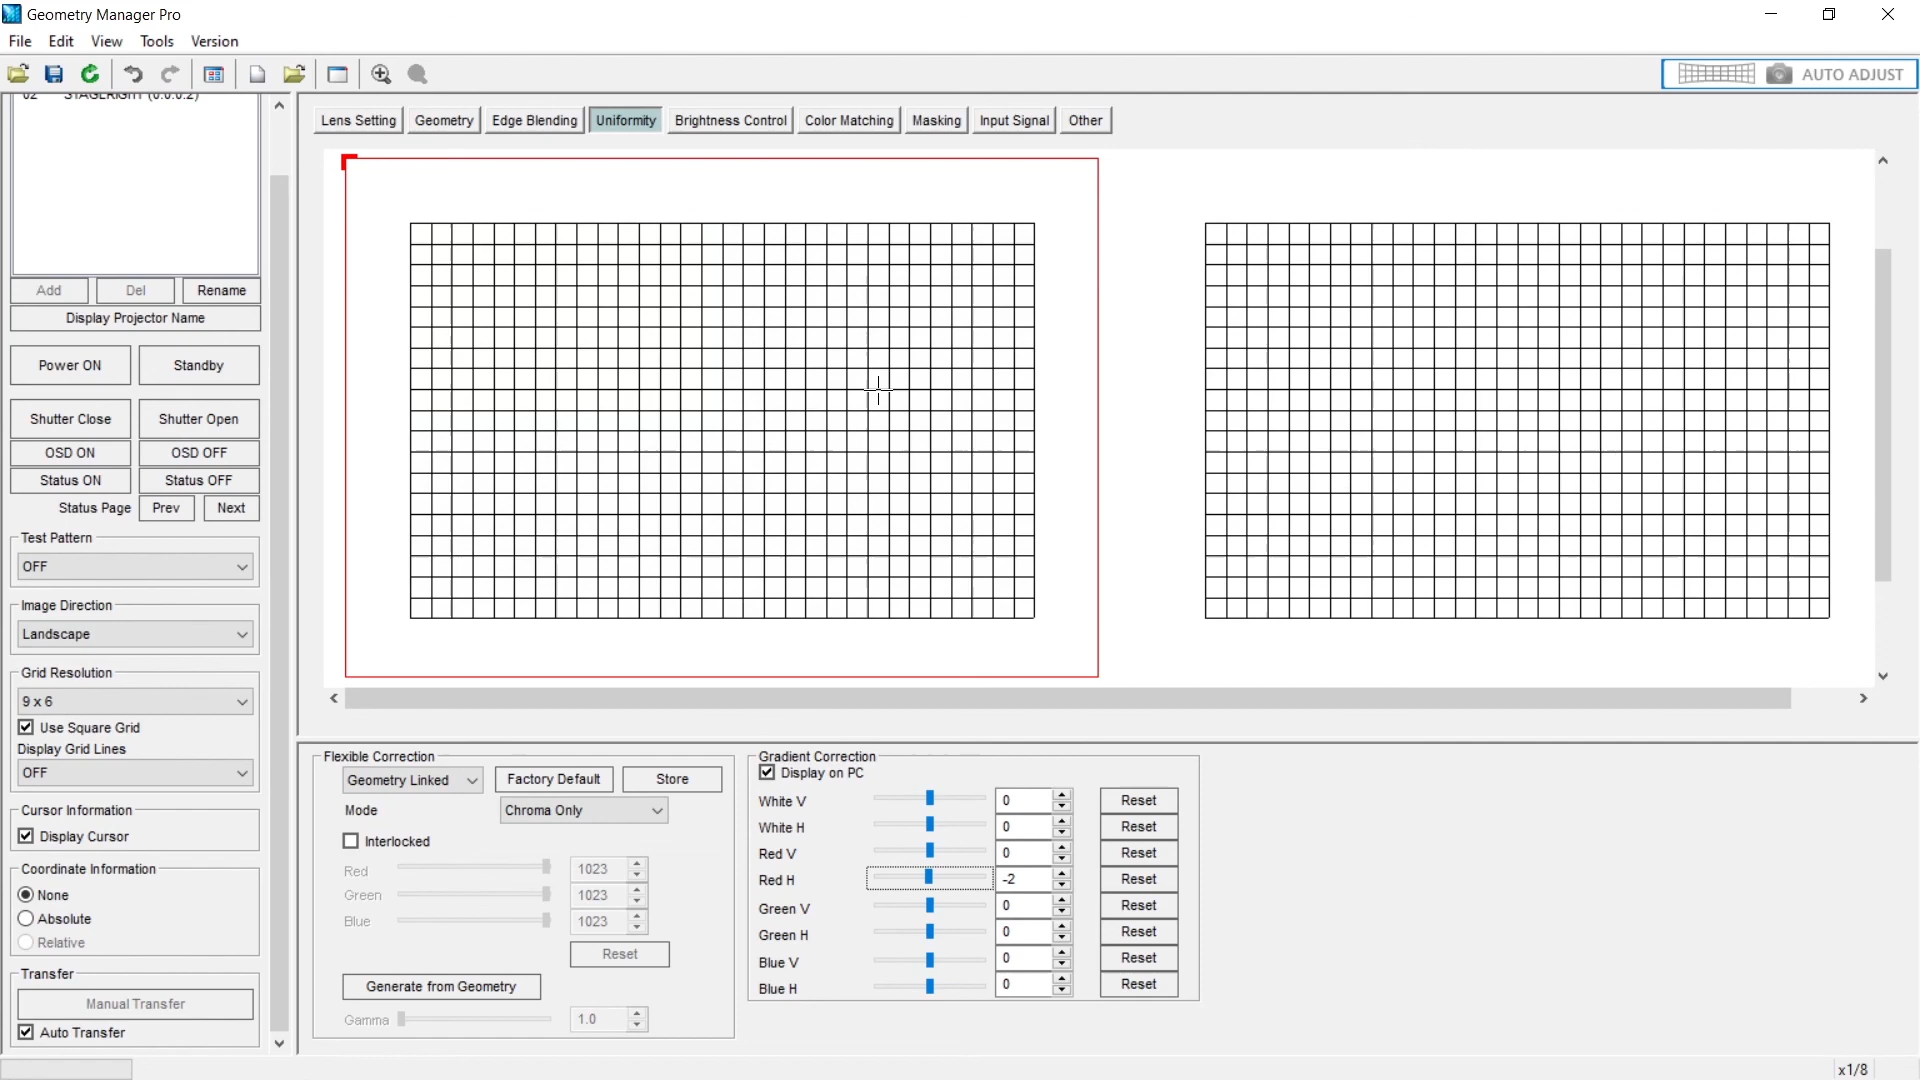 Geometry Manager Pro
File Edit View Tools Version
AUTO ADJUST
02 STAGERIGHT (0.0.0.2)
Lens Setting Geometry Edge Blending Uniformity Brightness Control Color Matching Masking Input Signal Other
Add Del Rename
Display Projector Name
Power ON Standby
Shutter Close Shutter Open
OSD ON OSD OFF
Status ON Status OFF
Status Page Prev Next
Test Pattern
OFF
Image Direction
Landscape
Grid Resolution
9 x 6
Use Square Grid
Display Grid Lines
OFF
Cursor Information
Display Cursor
Coordinate Information
None
Absolute
Relative
Transfer
Manual Transfer
Auto Transfer
Flexible Correction
Geometry Linked Factory Default Store
Mode Chroma Only
Interlocked
Red 1023
Green 1023
Blue 1023
Reset
Generate from Geometry
Gamma 1.0
Gradient Correction
Display on PC
White V 0 Reset
White H 0 Reset
Red V 0 Reset
Red H -2 Reset
Green V 0 Reset
Green H 0 Reset
Blue V 0 Reset
Blue H 0 Reset
x1/8